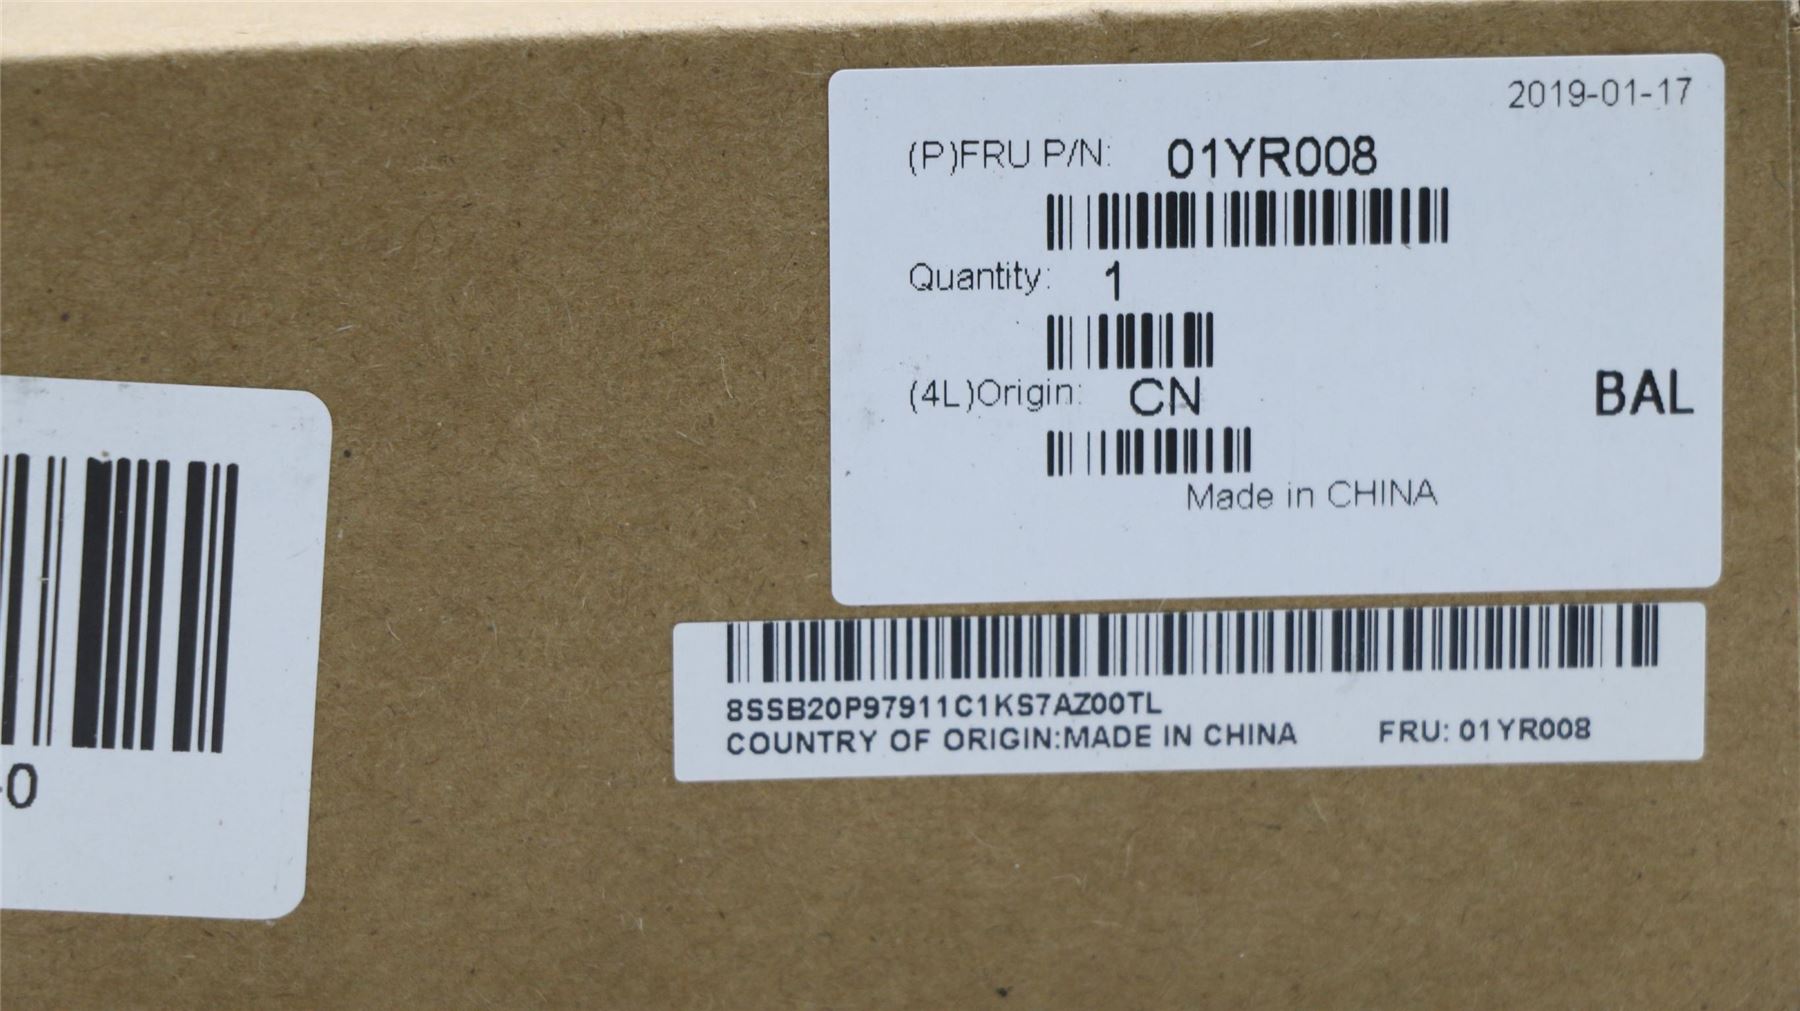 2019-01-17
(P)FRU P/N: 01YR008
Quantity: 1
(4L)Origin: CN
BAL
Made in CHINA
8SSB20P97911C1KS7AZ00TL
COUNTRY OF ORIGIN:MADE IN CHINA FRU: 01YR008
-0